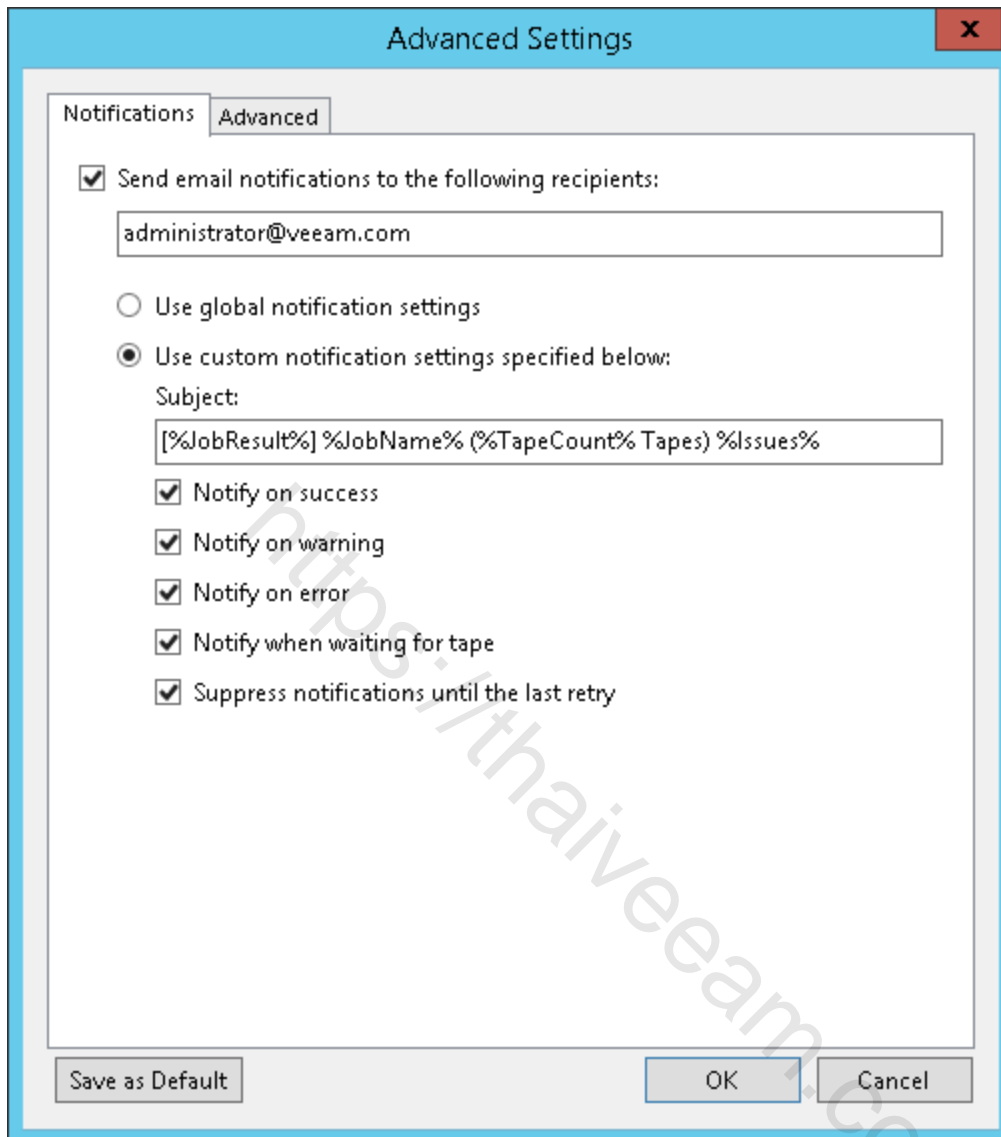 Advanced Settings
x
Notifications
Advanced
Send email notifications to the following recipients:
administrator@veeam.com
Use global notification settings
Use custom notification settings specified below:
Subject:
[%JobResult%] %JobName% (%TapeCount% Tapes) %Issues%
Notify on success
Notify on warning
Notify on error
Notify when waiting for tape
Suppress notifications until the last retry
https://thaiveeam.co
Save as Default
OK
Cancel